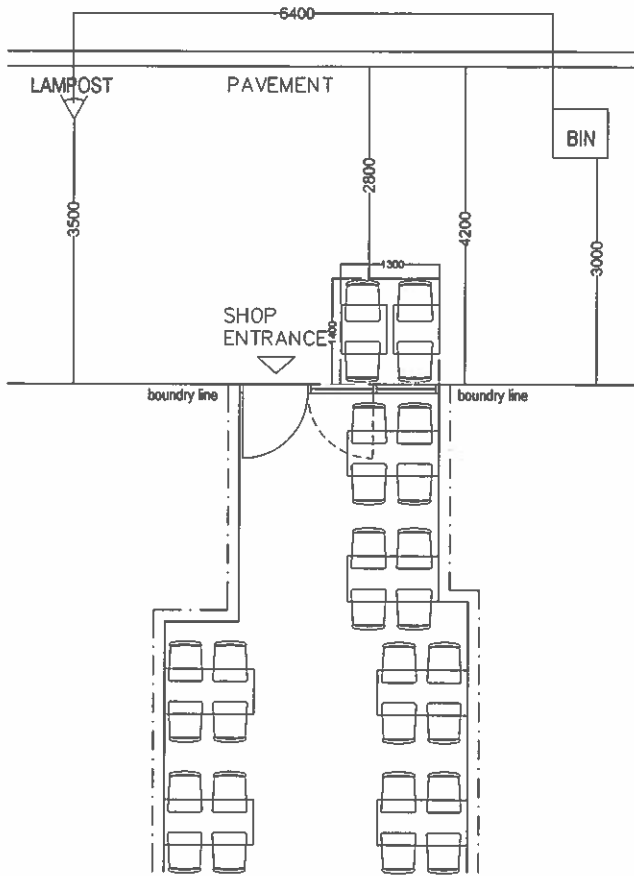 6400
LAMPOST
PAVEMENT
BIN
3500
2800
4200
3000
1300
1400
SHOP
ENTRANCE
boundry line
boundry line